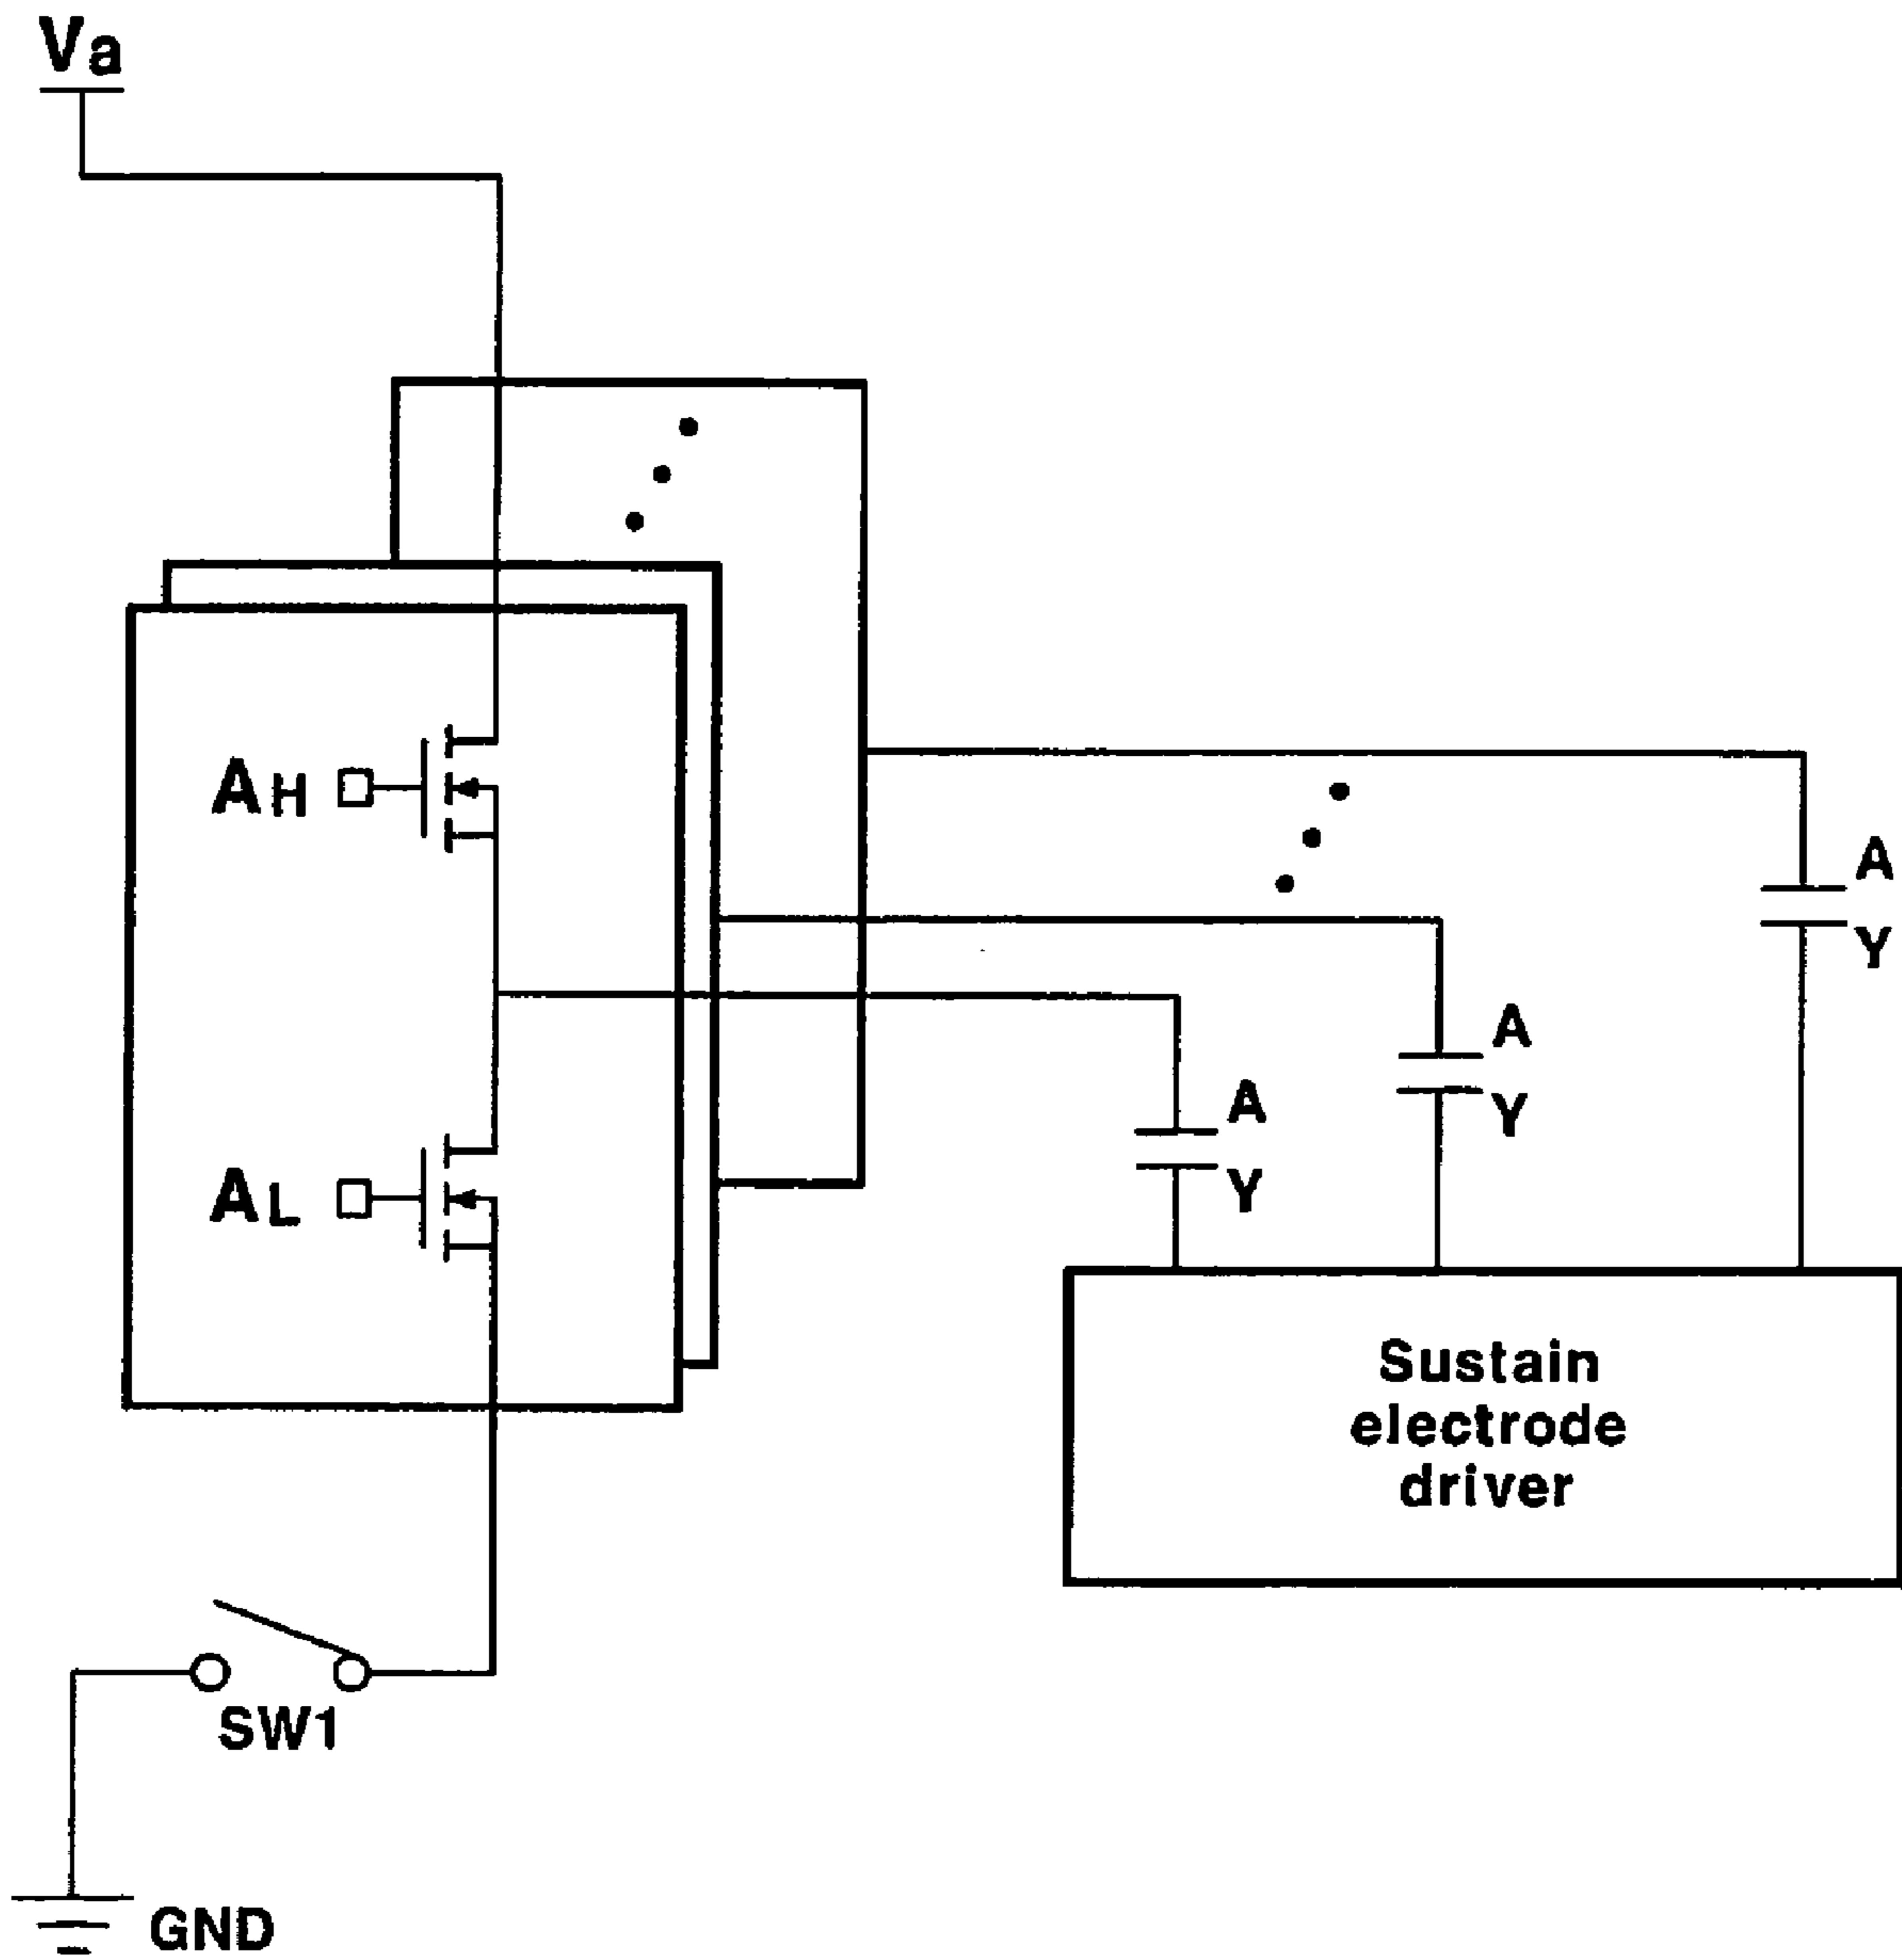 Va
AH
A
Y
A
Y
A
Y
AL
Sustain
electrode
driver
SW1
GND